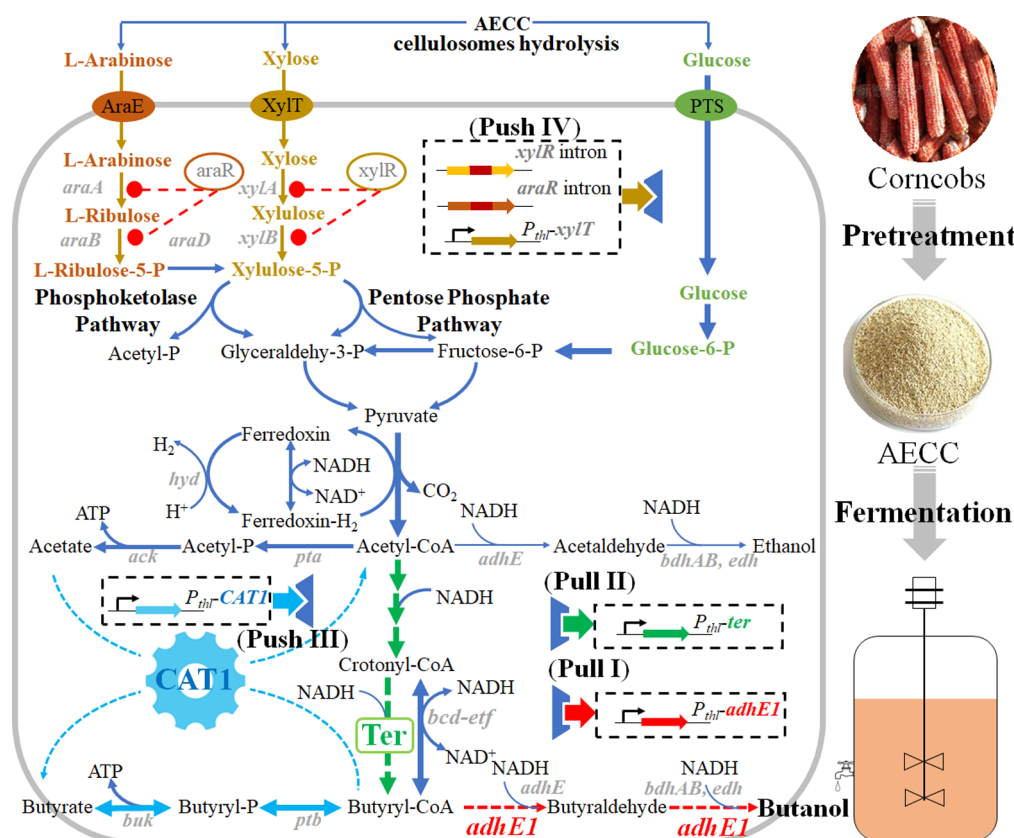 AECC
cellulosomes hydrolysis
L-Arabinose
Xylose
Glucose
AraE
XylT
PTS
(Push IV)
L-Arabinose
araR
Xylose
xylR
xylR intron
araA
xylA
araR intron
L-Ribulose
Xylulose
araB
araD
xylB
Pthl-xylT
L-Ribulose-5-P
Xylulose-5-P
Glucose
Phosphoketolase
Pathway
Pentose Phosphate
Pathway
Acetyl-P
Glyceraldehy-3-P
Fructose-6-P
Glucose-6-P
Pyruvate
Ferredoxin
H2
hyd
NADH
NAD+
CO2
H+
Ferredoxin-H2
ATP
NADH
NADH
Acetate
ack
Acetyl-P
pta
Acetyl-CoA
adhE
Acetaldehyde
bdhAB, edh
Ethanol
Pthl-CAT1
(Push III)
NADH
(Pull II)
Pthl-ter
CAT1
Crotonyl-CoA
(Pull I)
NADH
NADH
bcd-etf
Pthl-adhE1
Ter
NAD+
ATP
NADH
adhE
NADH
bdhAB, edh
Butyrate
buk
Butyryl-P
ptb
Butyryl-CoA
adhE1
Butyraldehyde
adhE1
Butanol
Corncobs
Pretreatment
AECC
Fermentation